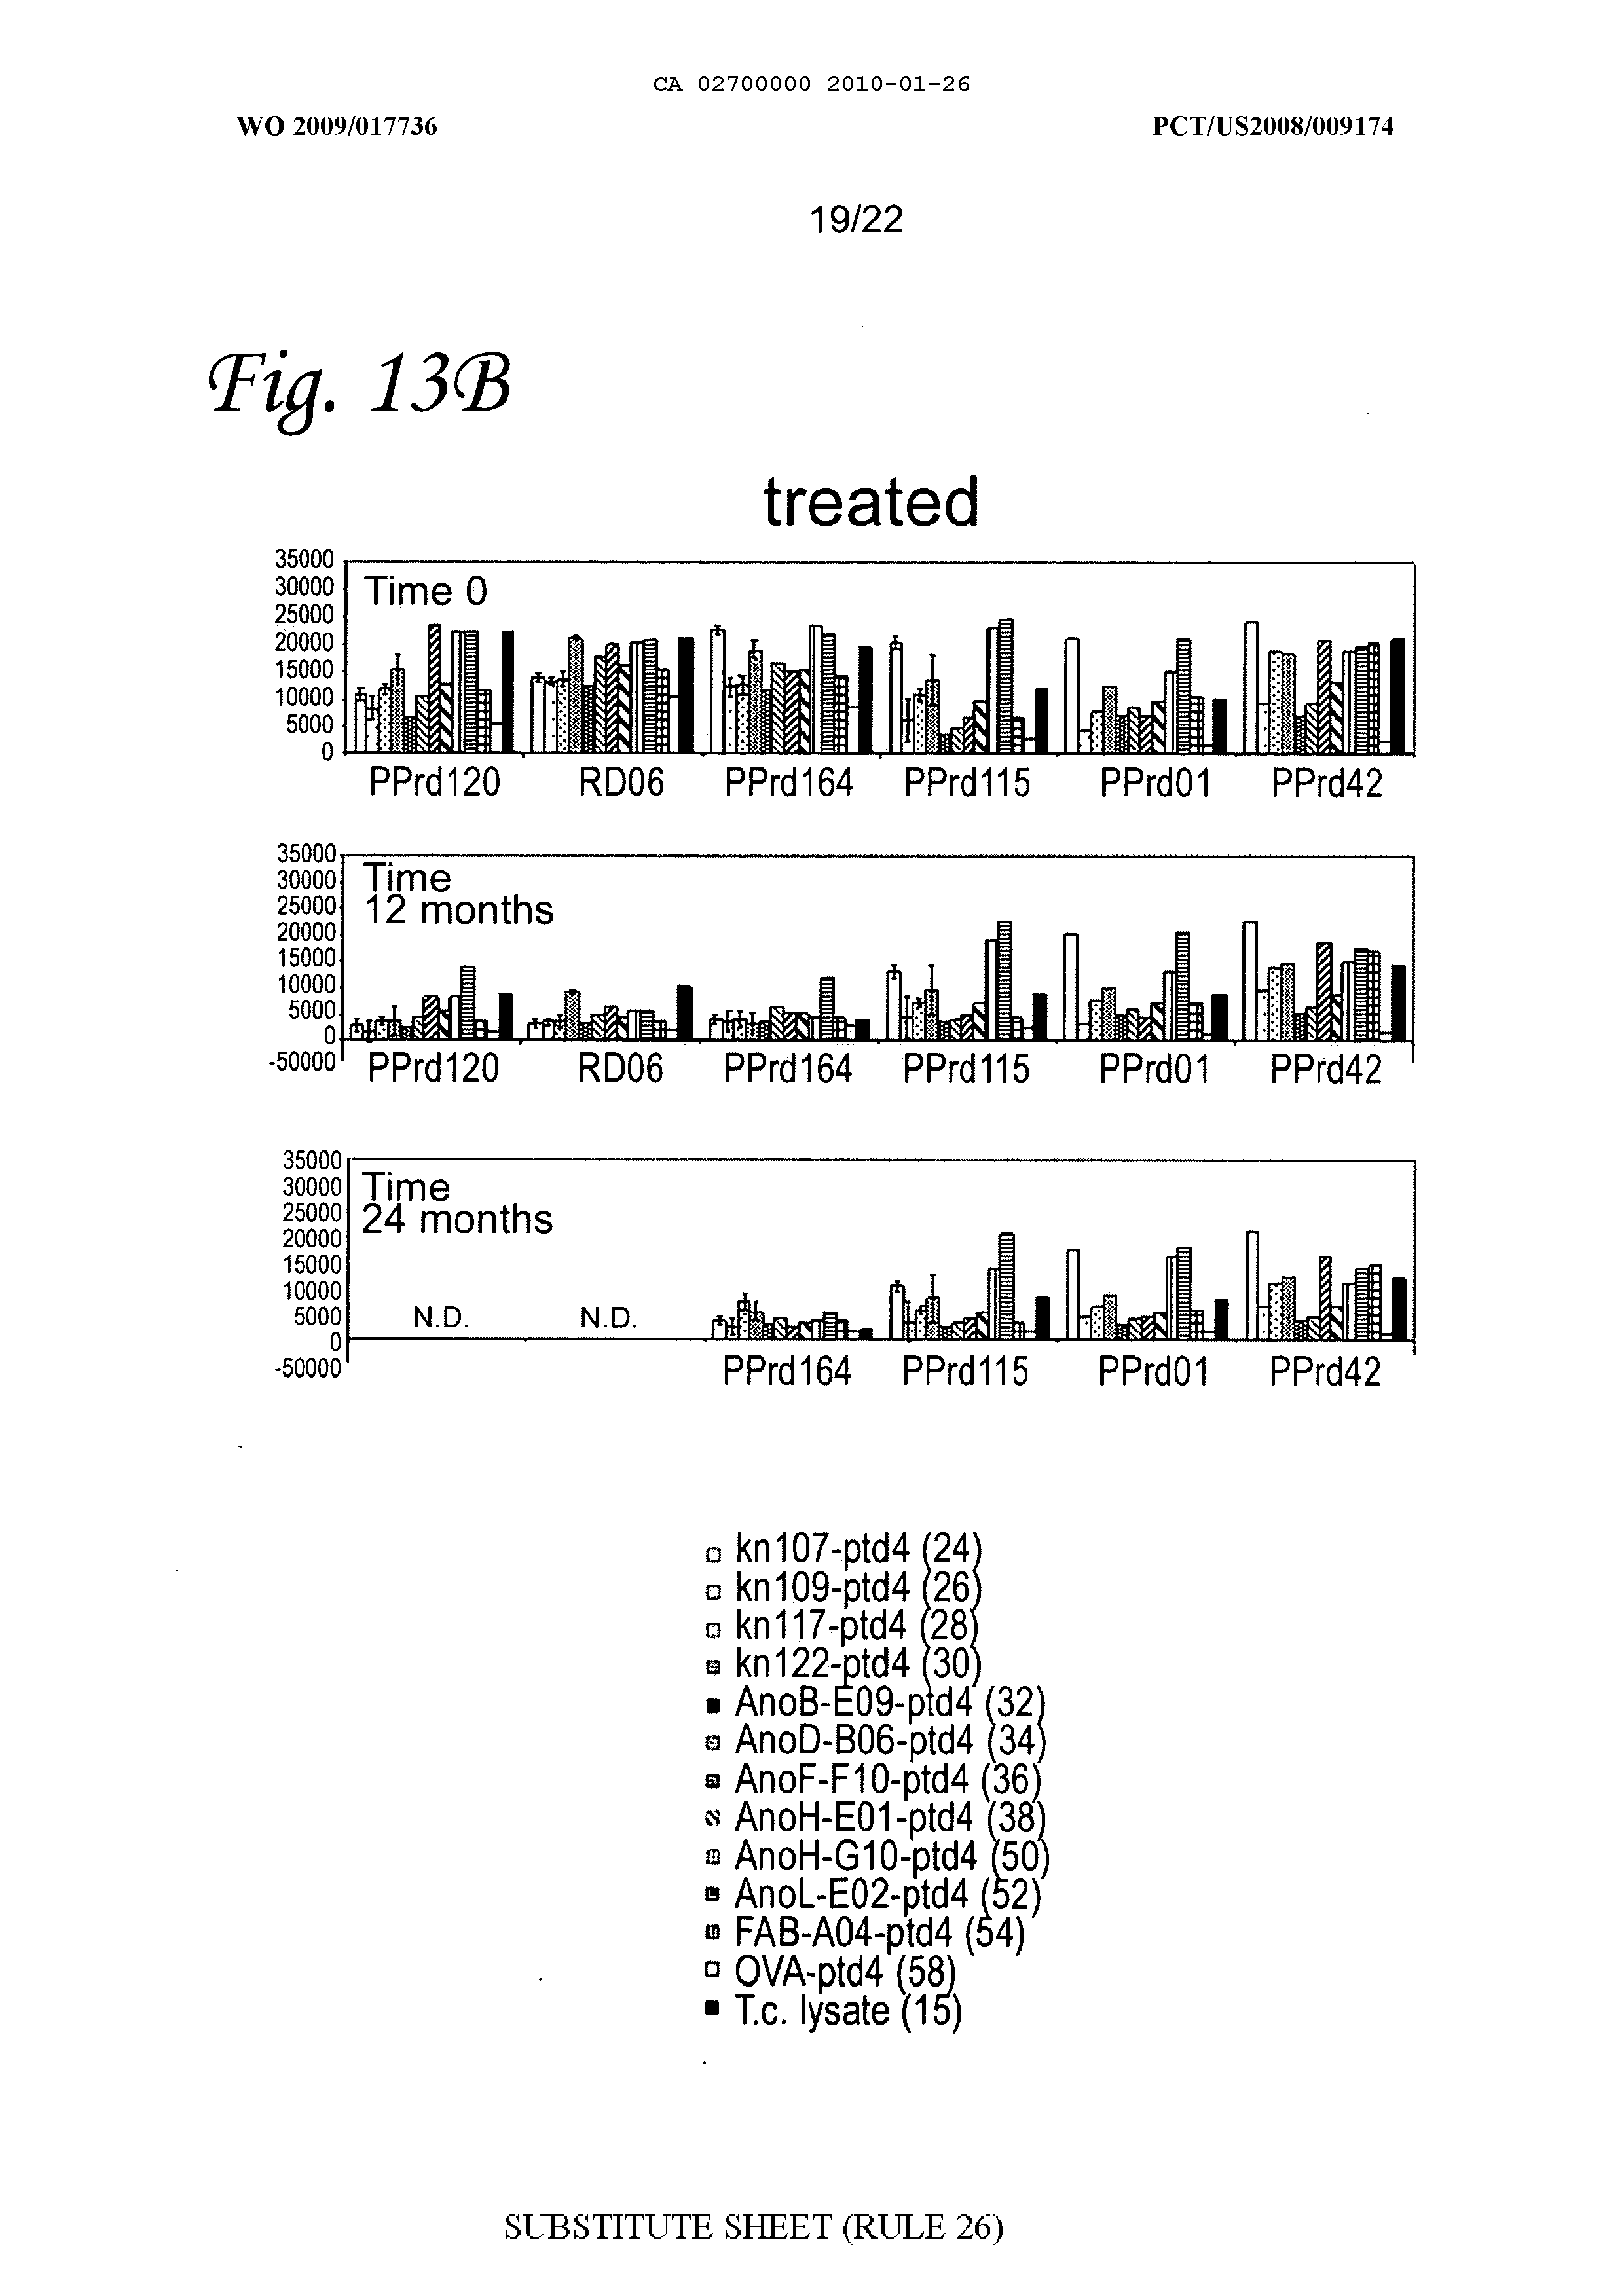 CA 02700000 2010-01-26
WO 2009/017736 PCT/US2008/009174
19/22
Fig. 13B
treated
35000
30000
25000
20000
15000
10000
5000
0
Time 0
PPrd120 RD06 PPrd164 PPrd115 PPrd01 PPrd42
35000
30000
25000
20000
15000
10000
5000
0
-50000
Time
12 months
PPrd120 RD06 PPrd164 PPrd115 PPrd01 PPrd42
35000
30000
25000
20000
15000
10000
5000
0
-50000
Time
24 months
N.D. N.D.
PPrd164 PPrd115 PPrd01 PPrd42
kn107-ptd4 (24)
kn109-ptd4 (26)
kn117-ptd4 (28)
kn122-ptd4 (30)
AnoB-E09-ptd4 (32)
AnoD-B06-ptd4 (34)
AnoF-F10-ptd4 (36)
AnoH-E01-ptd4 (38)
AnoH-G10-ptd4 (50)
AnoL-E02-ptd4 (52)
FAB-A04-ptd4 (54)
OVA-ptd4 (58)
T.c. lysate (15)
SUBSTITUTE SHEET (RULE 26)